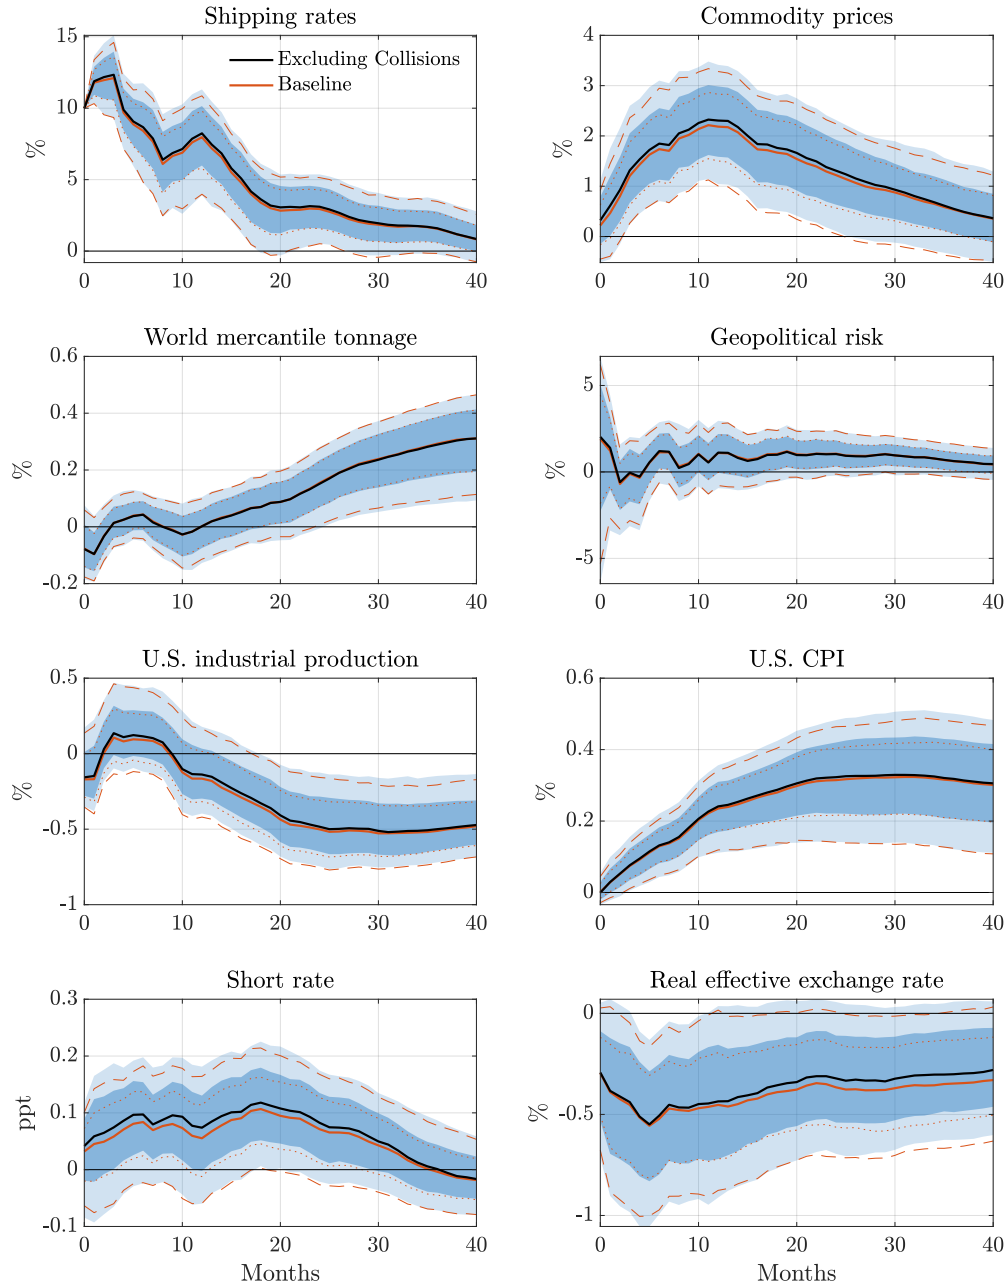 Shipping rates
15
10
5
0
%
0 10 20 30 40
Excluding Collisions
Baseline
Commodity prices
4
3
2
1
0
%
0 10 20 30 40
World mercantile tonnage
0.6
0.4
0.2
0
-0.2
%
0 10 20 30 40
Geopolitical risk
5
0
-5
%
0 10 20 30 40
U.S. industrial production
0.5
0
-0.5
-1
%
0 10 20 30 40
U.S. CPI
0.6
0.4
0.2
0
%
0 10 20 30 40
Short rate
0.3
0.2
0.1
0
-0.1
ppt
0 10 20 30 40
Months
Real effective exchange rate
0
-0.5
-1
%
0 10 20 30 40
Months